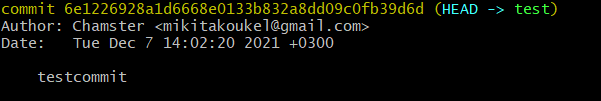 commit 6e1226928a1d6668e0133b832a8dd09c0fb39d6d (HEAD -> test)
Author: Chamster <mikitakoukel@gmail.com>
Date:   Tue Dec 7 14:02:20 2021 +0300
    testcommit